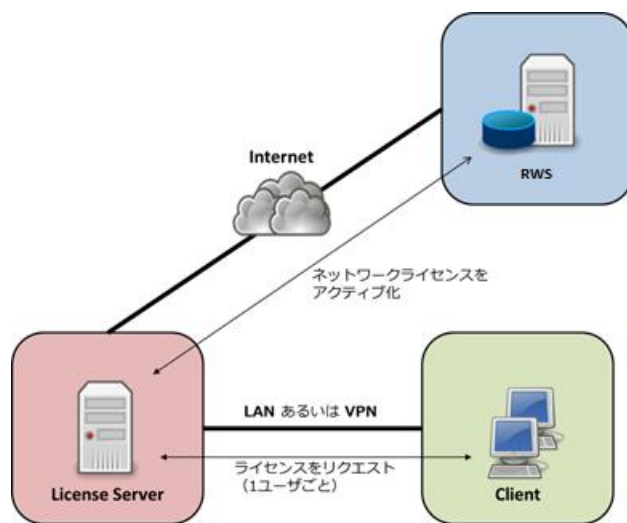 Internet
RWS
ネットワークライセンスを
アクティブ化
LAN あるいは VPN
ライセンスをリクエスト
（1ユーザごと）
License Server
Client